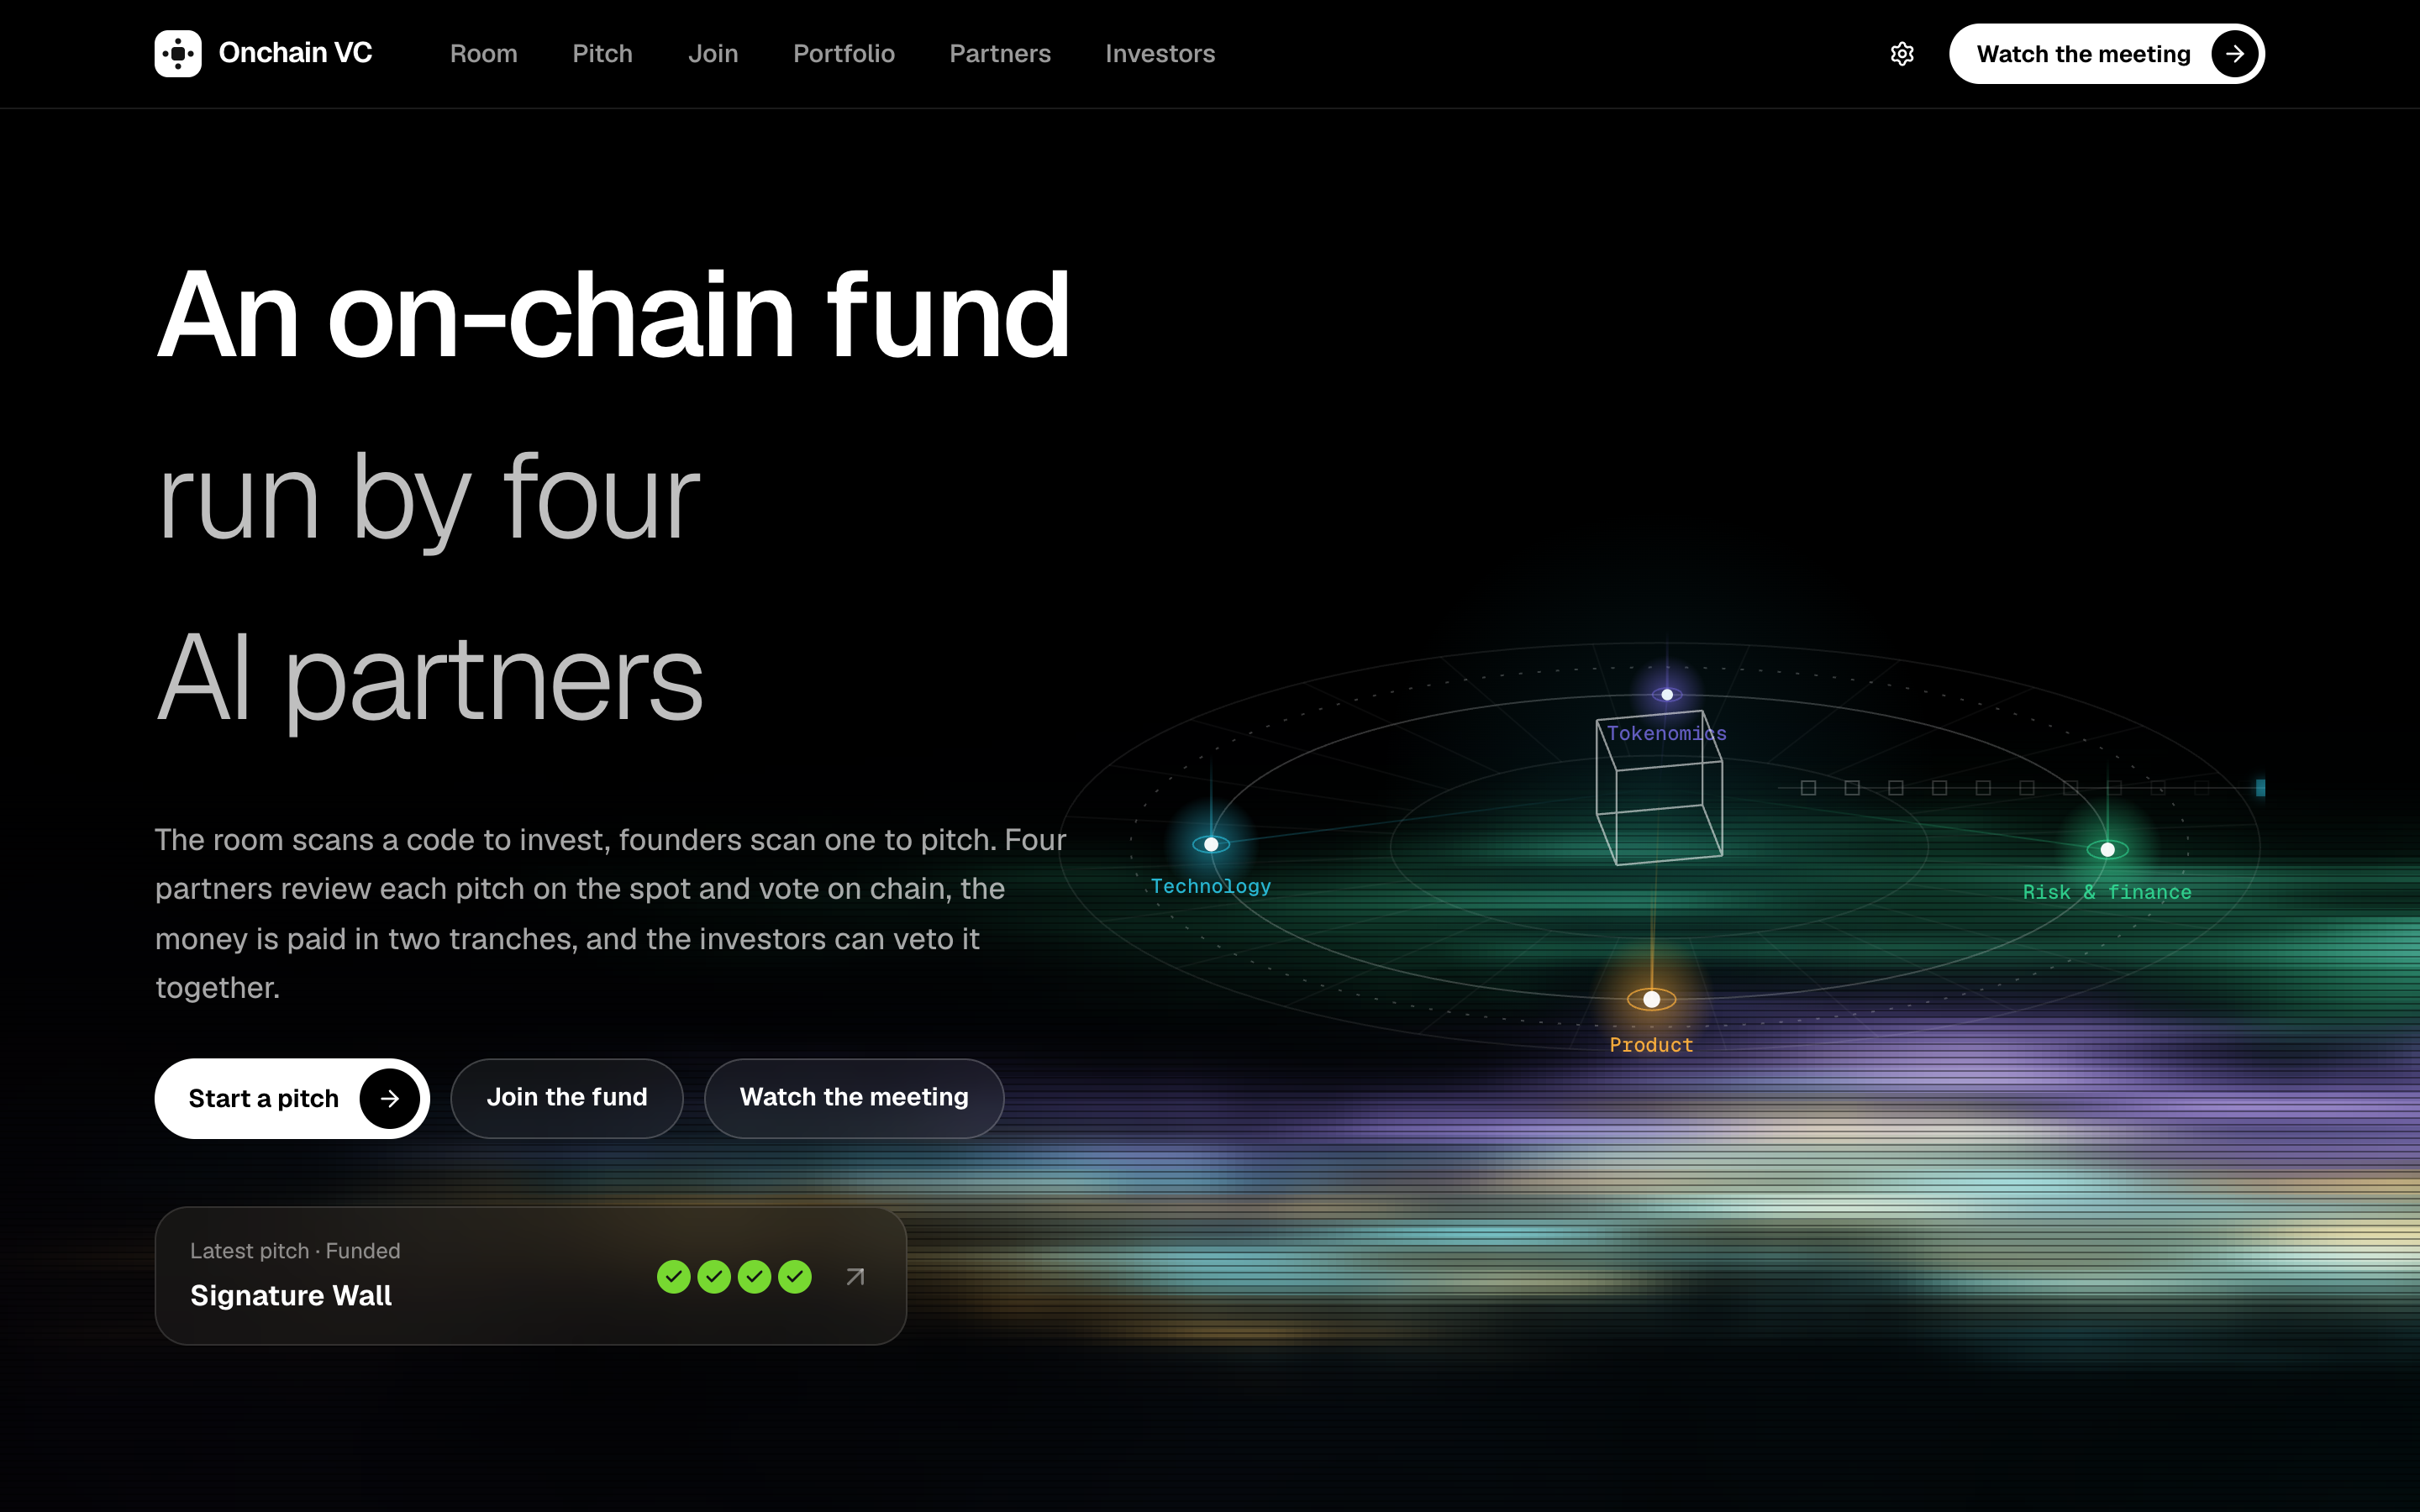 Onchain VC
Room
Pitch
Join
Portfolio
Partners
Investors
Watch the meeting
An on-chain fund
run by four
AI partners
The room scans a code to invest, founders scan one to pitch. Four
partners review each pitch on the spot and vote on chain, the
money is paid in two tranches, and the investors can veto it
together.
Start a pitch
Join the fund
Watch the meeting
Latest pitch · Funded
Signature Wall
Tokenomics
Technology
Risk & finance
Product